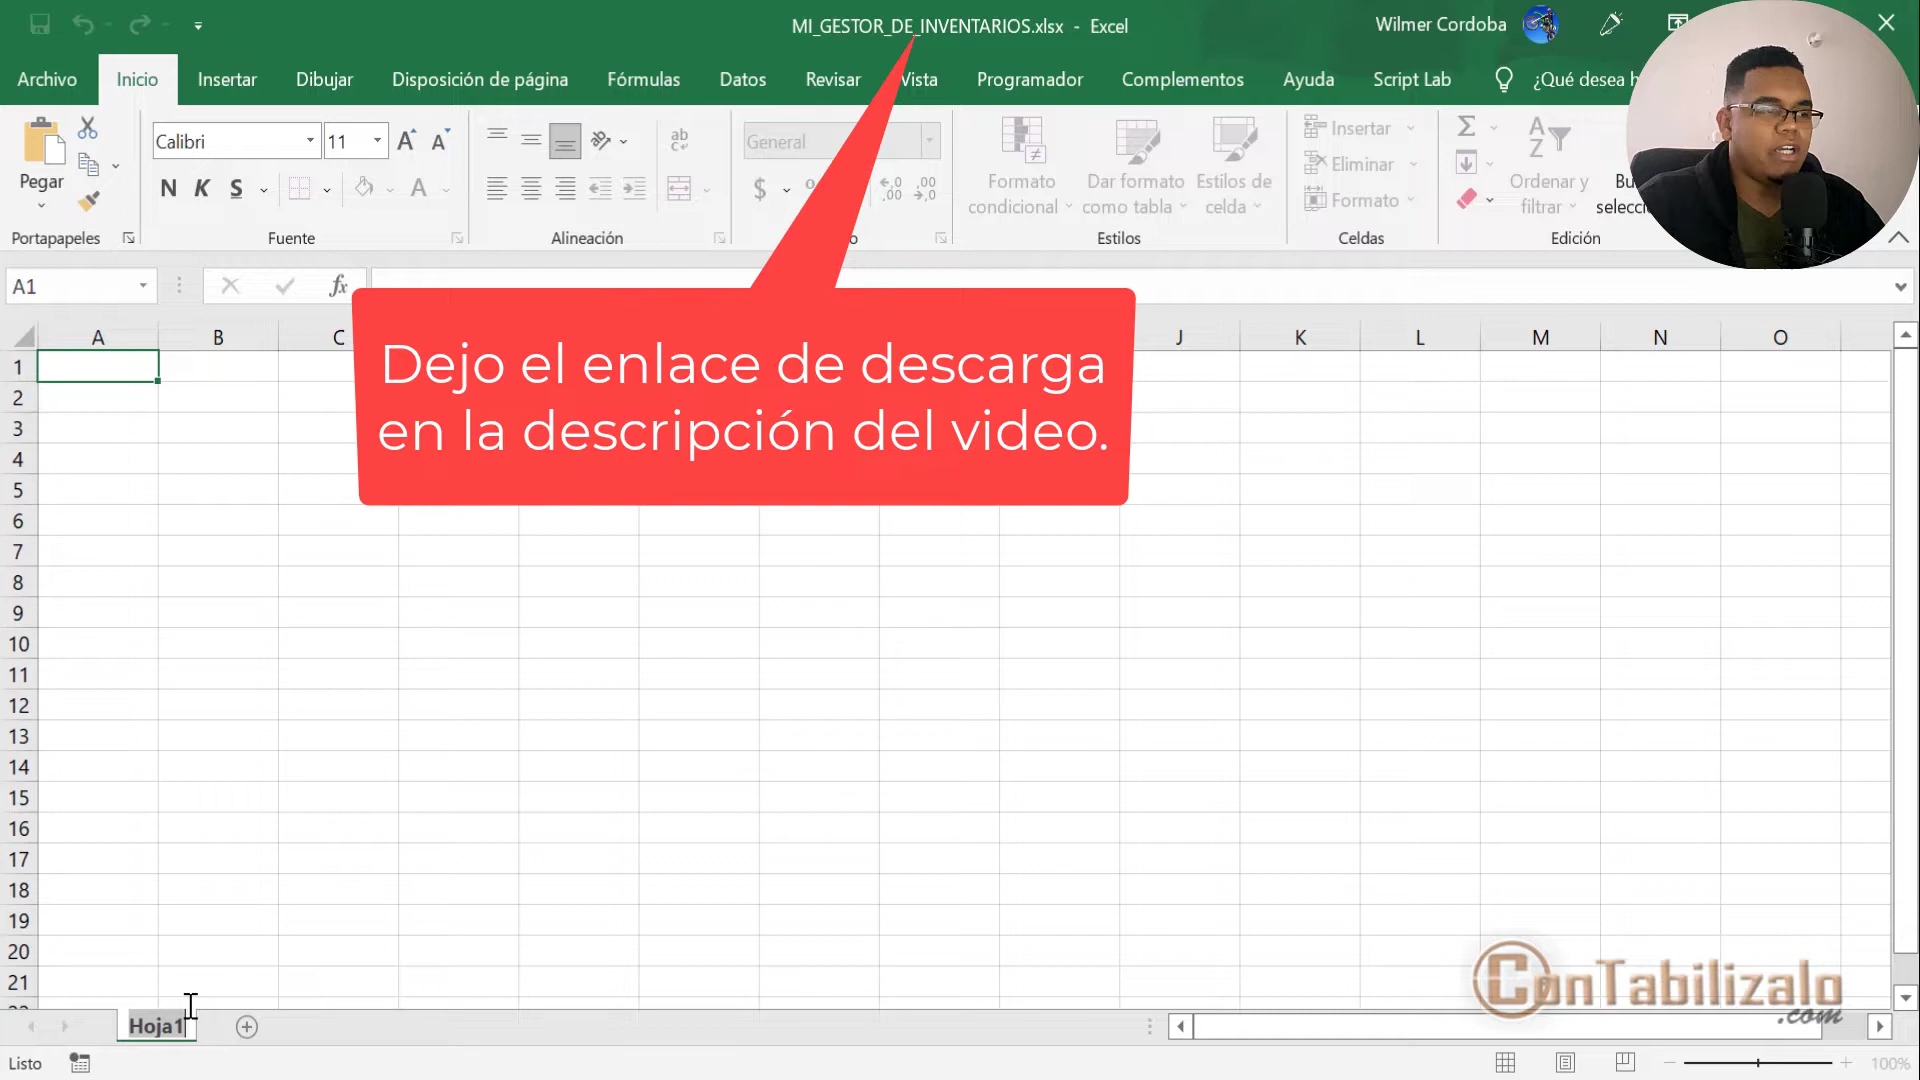 MI_GESTOR_DE_INVENTARIOS.xlsx - Excel
Wilmer Cordoba
Archivo
Inicio
Insertar
Dibujar
Disposición de página
Fórmulas
Datos
Revisar
Vista
Programador
Complementos
Ayuda
Script Lab
¿Qué desea
Pegar
Portapapeles
Calibri
11
N K S
Fuente
Alineación
General
Formato
condicional
Dar formato
como tabla
Estilos de
celda
Estilos
Insertar
Eliminar
Formato
Celdas
Ordenar y
filtrar
Edición
A1
fx
A B C J K L M N O
Dejo el enlace de descarga
en la descripción del video.
1
2
3
4
5
6
7
8
9
10
11
12
13
14
15
16
17
18
19
20
21
ConTabilizalo
.com
Hoja1
Listo
100%